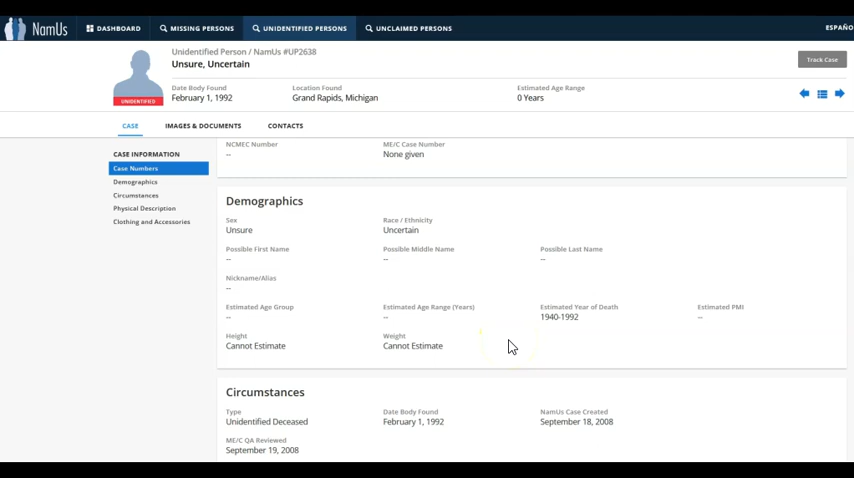 NamUs DASHBOARD MISSING PERSONS UNIDENTIFIED PERSONS UNCLAIMED PERSONS ESPAÑO
Unidentified Person / NamUs #UP2638
Unsure, Uncertain
Track Case
Date Body Found Location Found Estimated Age Range
February 1, 1992 Grand Rapids, Michigan 0 Years
UNIDENTIFIED
CASE IMAGES & DOCUMENTS CONTACTS
CASE INFORMATION
Case Numbers
Demographics
Circumstances
Physical Description
Clothing and Accessories
NCMEC Number ME/C Case Number
-- None given
Demographics
Sex Race / Ethnicity
Unsure Uncertain
Possible First Name Possible Middle Name Possible Last Name
-- -- --
Nickname/Alias
--
Estimated Age Group Estimated Age Range (Years) Estimated Year of Death Estimated PMI
-- -- 1940-1992 --
Height Weight
Cannot Estimate Cannot Estimate
Circumstances
Type Date Body Found NamUs Case Created
Unidentified Deceased February 1, 1992 September 18, 2008
ME/C QA Reviewed
September 19, 2008